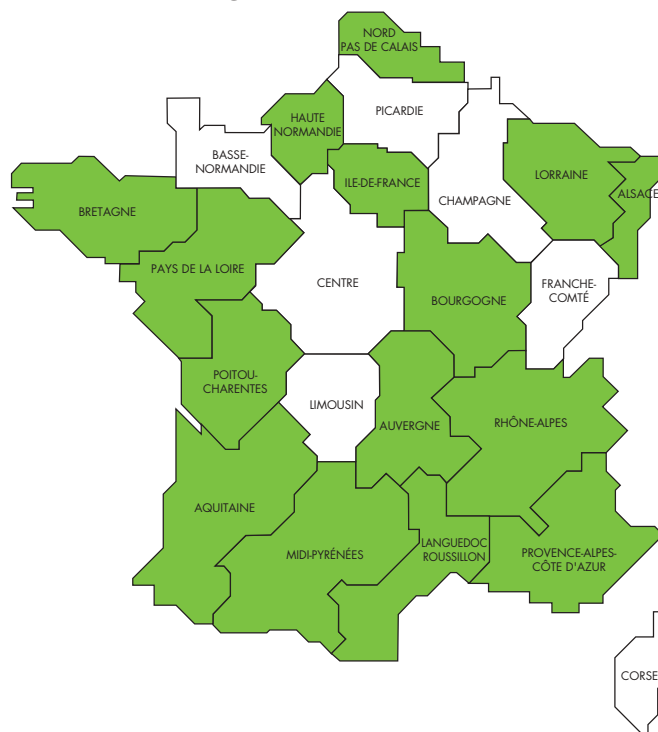 NORD
PAS DE CALAIS
PICARDIE
HAUTE
NORMANDIE
BASSE-
NORMANDIE
ILE-DE-FRANCE
CHAMPAGNE
LORRAINE
ALSACE
BRETAGNE
PAYS DE LA LOIRE
CENTRE
BOURGOGNE
FRANCHE-
COMTÉ
POITOU-
CHARENTES
LIMOUSIN
AUVERGNE
RHÔNE-ALPES
AQUITAINE
MIDI-PYRÉNÉES
LANGUEDOC
ROUSSILLON
PROVENCE-ALPES-
CÔTE D'AZUR
CORSE